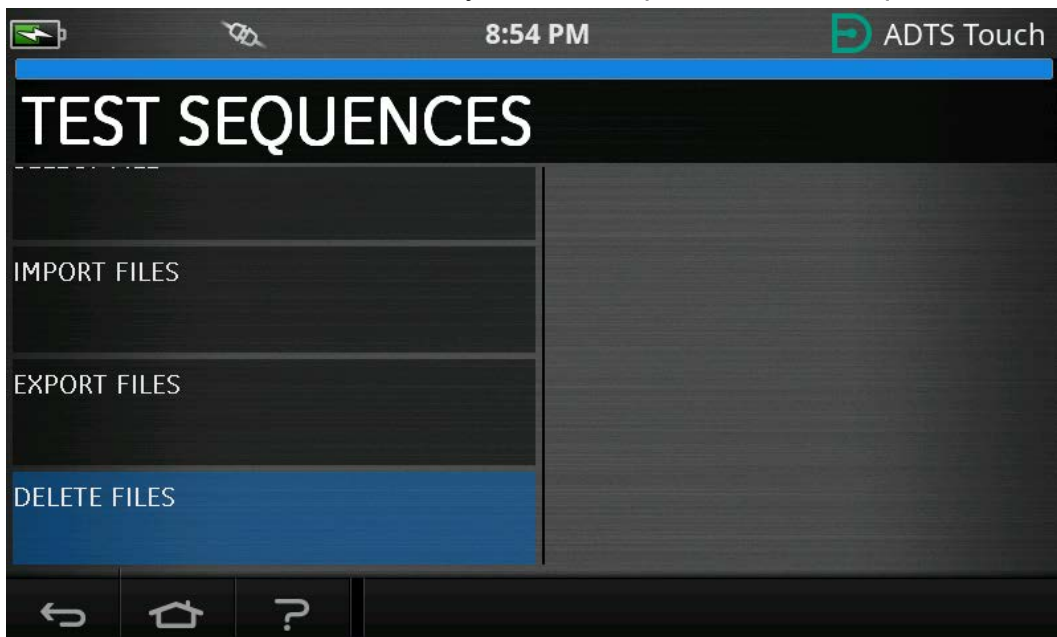 8:54 PM
ADTS Touch
TEST SEQUENCES
IMPORT FILES
EXPORT FILES
DELETE FILES
?